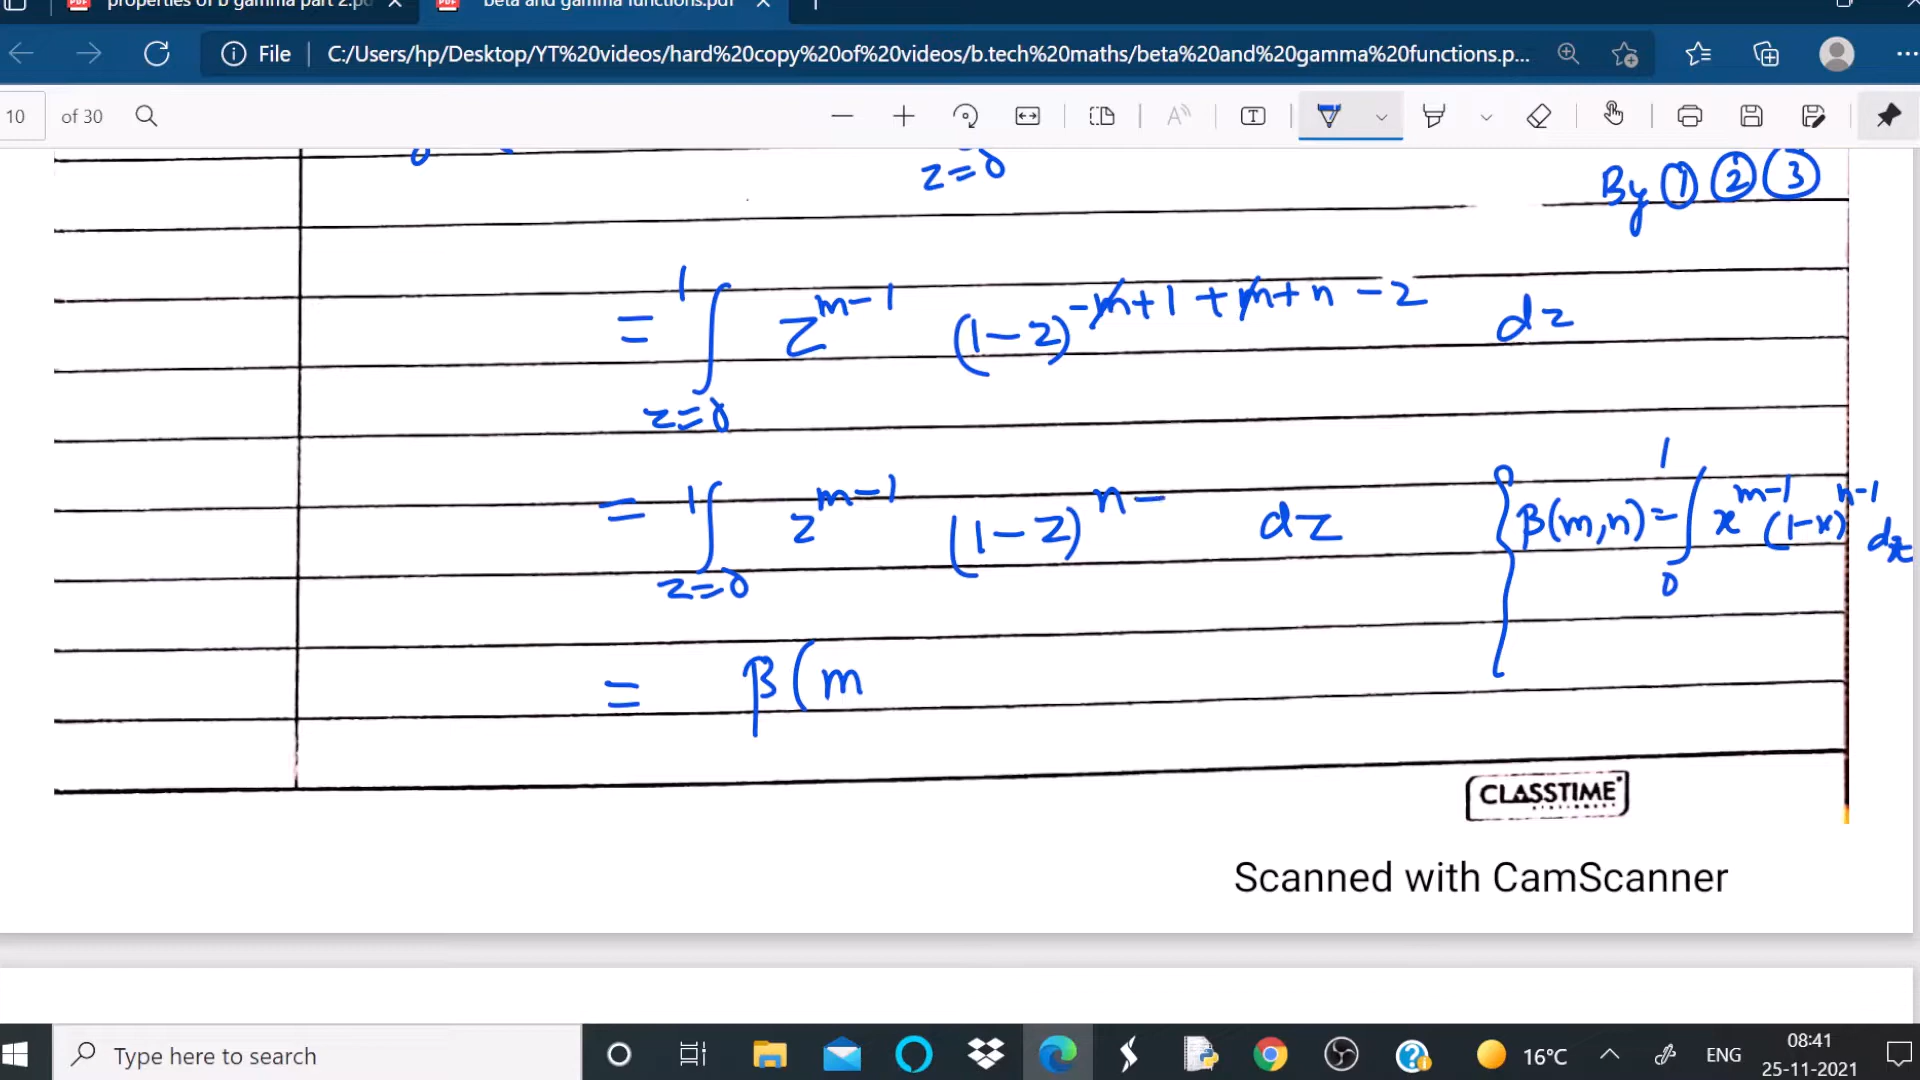 properties of b gamma part 2.pd
beta and gamma functions.pdf
File C:/Users/hp/Desktop/YT%20videos/hard%20copy%20of%20videos/b.tech%20maths/beta%20and%20gamma%20functions.p...
10 of 30
z=0
By ① ② ③
= ∫ z^{m-1} (1-z)^{-m+1+m+n-2} dz
1
z=0
= ∫ z^{m-1} (1-z)^{n-} dz
1
z=0
{ β(m,n) = ∫ x^{m-1} (1-x)^{n-1} dx
1
0
= β(m
CLASSTIME
Scanned with CamScanner
Type here to search
16°C
ENG
08:41
25-11-2021